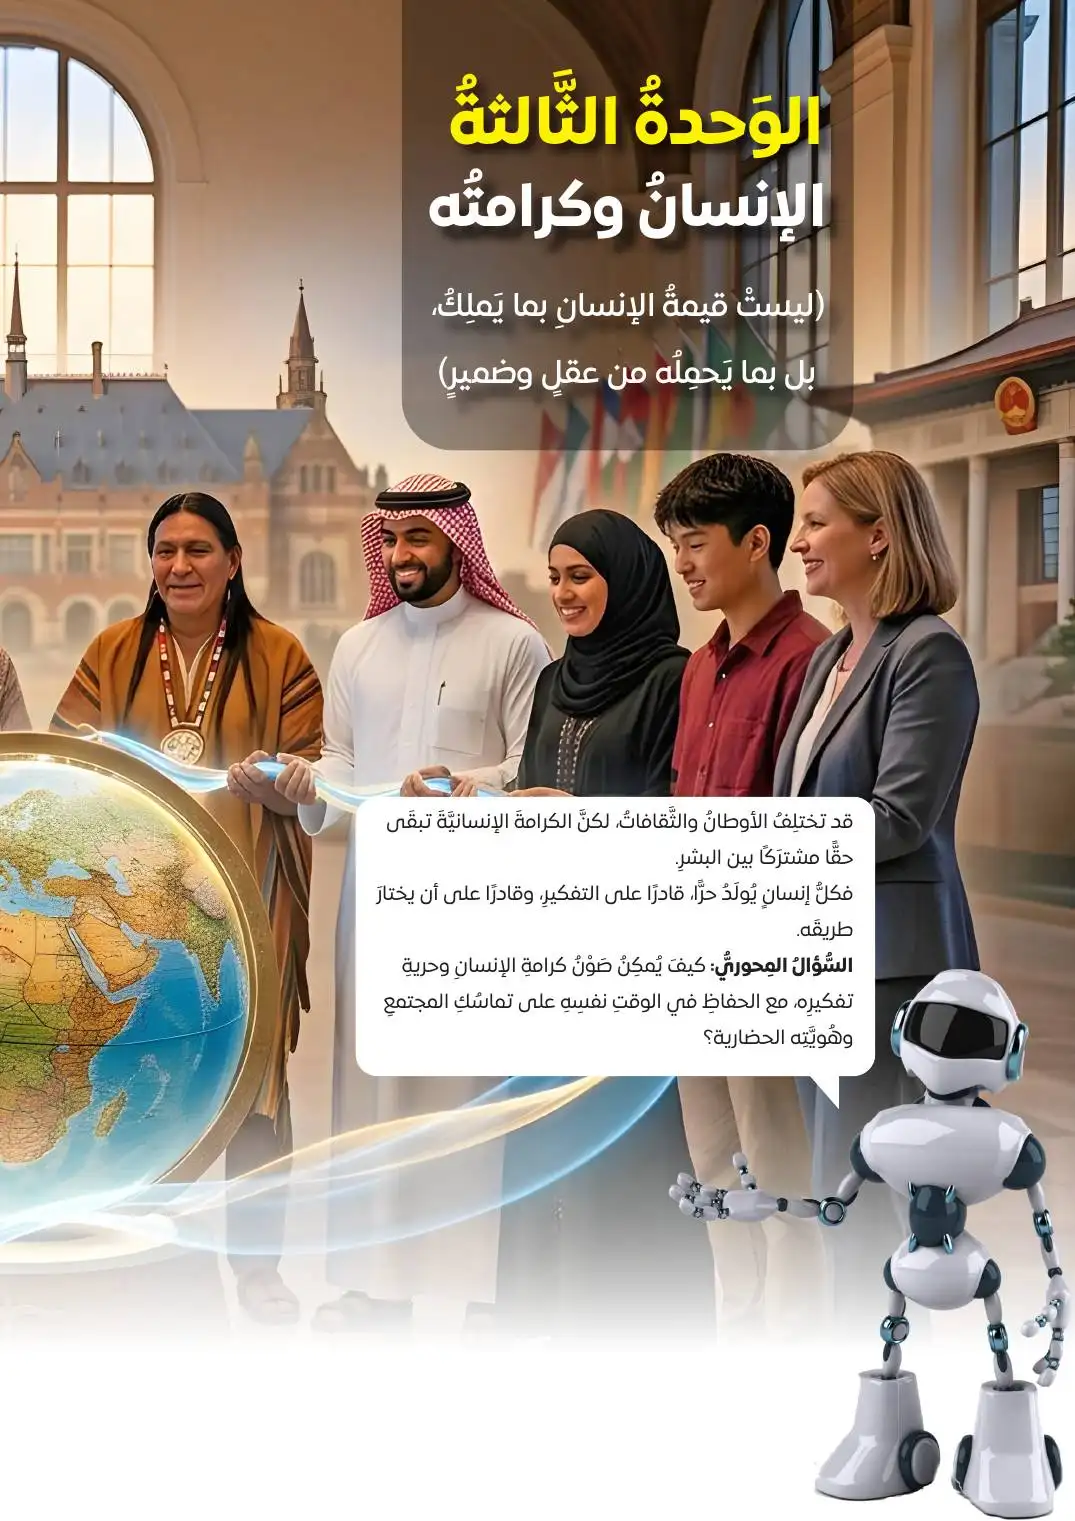 الوَحدةُ الثَّالثةُ
الإنسانُ وكرامتُه
(ليستْ قيمةُ الإنسانِ بما يَملِكُ،
بل بما يَحمِلُه من عقلٍ وضميرٍ)
قد تختلِفُ الأوطانُ والثَّقافاتُ، لكنَّ الكرامةَ الإنسانيَّةَ تبقَى
حقًّا مشترَكًا بين البشرِ.
فكلُّ إنسانٍ يُولَدُ حرًّا، قادرًا على التفكيرِ، وقادرًا على أن يختارَ
طريقَه.
السُّؤالُ المِحوريُّ: كيفَ يُمكِنُ صَوْنُ كرامةِ الإنسانِ وحريةِ
تفكيرِه، مع الحفاظِ في الوقتِ نفسِهِ على تماسُكِ المجتمعِ
وهُويَّتِه الحضارية؟